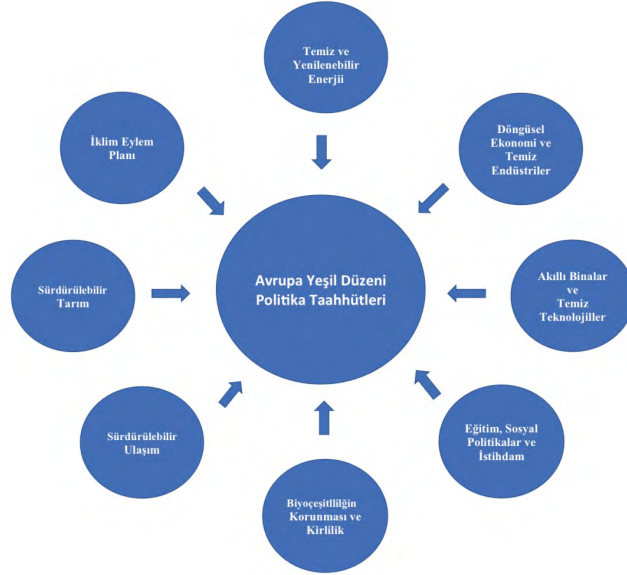 Temiz ve
Yenilenebilir
Enerjii
Döngüsel
Ekonomi ve
Temiz
Endüstriler
Akıllı Binalar
ve
Temiz
Teknolojiller
Eğitim, Sosyal
Politikalar ve
İstihdam
Biyoçeşitllilğin
Korunması ve
Kirlilik
Sürdürülebilir
Ulaşım
Sürdürülebilir
Tarım
İklim Eylem
Planı
Avrupa Yeşil Düzeni
Politika Taahhütleri